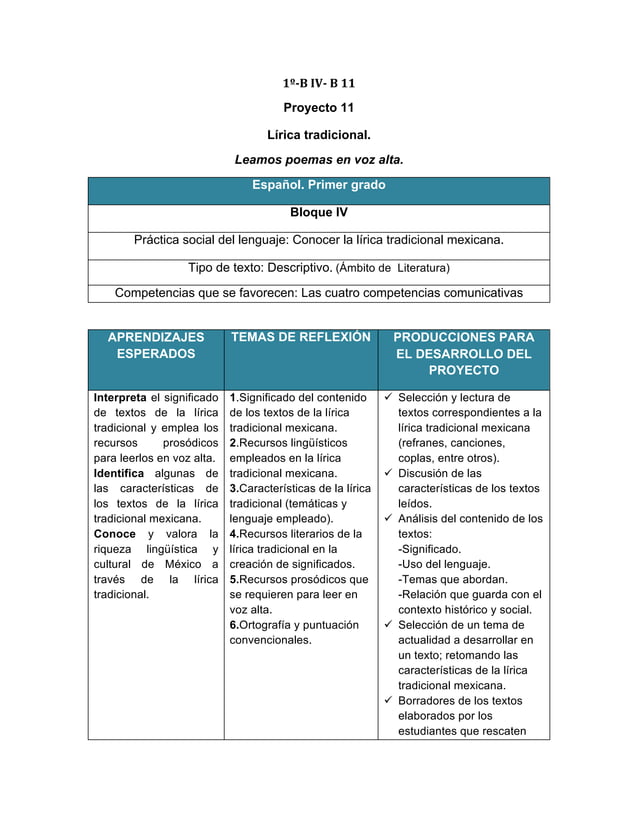 1º-B IV- B 11
Proyecto 11
Lírica tradicional.
Leamos poemas en voz alta.
Español. Primer grado
Bloque IV
Práctica social del lenguaje: Conocer la lírica tradicional mexicana.
Tipo de texto: Descriptivo. (Ámbito de Literatura)
Competencias que se favorecen: Las cuatro competencias comunicativas
APRENDIZAJES
ESPERADOS
Interpreta el significado
de textos de la lírica
tradicional y emplea los
recursos prosódicos
para leerlos en voz alta.
Identifica algunas de
las características de
los textos de la lírica
tradicional mexicana.
Conoce y valora la
riqueza lingüística y
cultural de México a
través de la lírica
tradicional.
TEMAS DE REFLEXIÓN
1.Significado del contenido
de los textos de la lírica
tradicional mexicana.
2.Recursos lingüísticos
empleados en la lírica
tradicional mexicana.
3.Características de la lírica
tradicional (temáticas y
lenguaje empleado).
4.Recursos literarios de la
lírica tradicional en la
creación de significados.
5.Recursos prosódicos que
se requieren para leer en
voz alta.
6.Ortografía y puntuación
convencionales.
PRODUCCIONES PARA
EL DESARROLLO DEL
PROYECTO
✓ Selección y lectura de
textos correspondientes a la
lírica tradicional mexicana
(refranes, canciones,
coplas, entre otros).
✓ Discusión de las
características de los textos
leídos.
✓ Análisis del contenido de los
textos:
-Significado.
-Uso del lenguaje.
-Temas que abordan.
-Relación que guarda con el
contexto histórico y social.
✓ Selección de un tema de
actualidad a desarrollar en
un texto; retomando las
características de la lírica
tradicional mexicana.
✓ Borradores de los textos
elaborados por los
estudiantes que rescaten